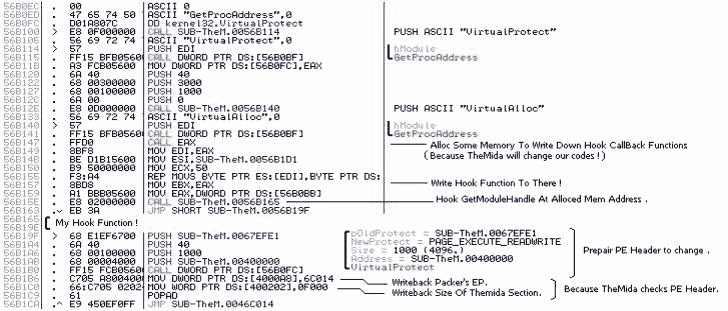 56B0EC . 00 ASCII 0
56B0ED . 47 65 74 50 ASCII "GetProcAddress",0
56B0FC . D01A807C DD kernel32.VirtualProtect
56B100 > E8 0F000000 CALL SUB-TheM.0056B114 PUSH ASCII "VirtualProtect"
56B105 . 56 69 72 74 ASCII "VirtualProtect",0
56B114 > 57 PUSH EDI hModule
56B115 . FF15 BFB05600 CALL DWORD PTR DS:[56B0BF] GetProcAddress
56B11B . A3 FCB05600 MOV DWORD PTR DS:[56B0FC],EAX
56B120 . 6A 40 PUSH 40
56B122 . 68 00300000 PUSH 3000
56B127 . 68 00100000 PUSH 1000
56B12C . 6A 00 PUSH 0
56B12E . E8 0D000000 CALL SUB-TheM.0056B140 PUSH ASCII "VirtualAlloc"
56B133 . 56 69 72 74 ASCII "VirtualAlloc",0
56B140 > 57 PUSH EDI hModule
56B141 . FF15 BFB05600 CALL DWORD PTR DS:[56B0BF] GetProcAddress
56B147 . FFD0 CALL EAX Alloc Some Memory To Write Down Hook CallBack Functions
56B149 . 8BF8 MOV EDI,EAX (Because TheMida will change our codes !)
56B14B . BE D1B15600 MOV ESI,SUB-TheM.0056B1D1
56B150 . B9 50000000 MOV ECX,50
56B155 . F3:A4 REP MOVS BYTE PTR ES:[EDI],BYTE PTR DS:
56B157 . 8BD8 MOV EBX,EAX Write Hook Function To There !
56B159 . A1 BBB05600 MOV EAX,DWORD PTR DS:[56B0BB]
56B15E . E8 02000000 CALL SUB-TheM.0056B165 Hook GetModuleHandle At Alloced Mem Address .
56B163 .^ EB 3A JMP SHORT SUB-TheM.0056B19F
56B165 [ My Hook Function !
56B19F > 68 E1EF6700 PUSH SUB-TheM.0067EFE1 pOldProtect = SUB-TheM.0067EFE1
56B1A4 . 6A 40 PUSH 40 NewProtect = PAGE_EXECUTE_READWRITE
56B1A6 . 68 00100000 PUSH 1000 Size = 1000 (4096.) Prepair PE Header to change .
56B1AB . 68 00004000 PUSH SUB-TheM.00400000 Address = SUB-TheM.00400000
56B1B0 . FF15 FCB05600 CALL DWORD PTR DS:[56B0FC] VirtualProtect
56B1B6 . C705 A8004000 MOV DWORD PTR DS:[4000A8],6C014 Writeback Packer's EP.
56B1C0 . 66:C705 0202 MOV WORD PTR DS:[400202],0F000 Writeback Size Of Themida Section. Because TheMida checks PE Header.
56B1C9 . 61 POPAD
56B1CA .^ E9 450EF0FF JMP SUB-TheM.0046C014